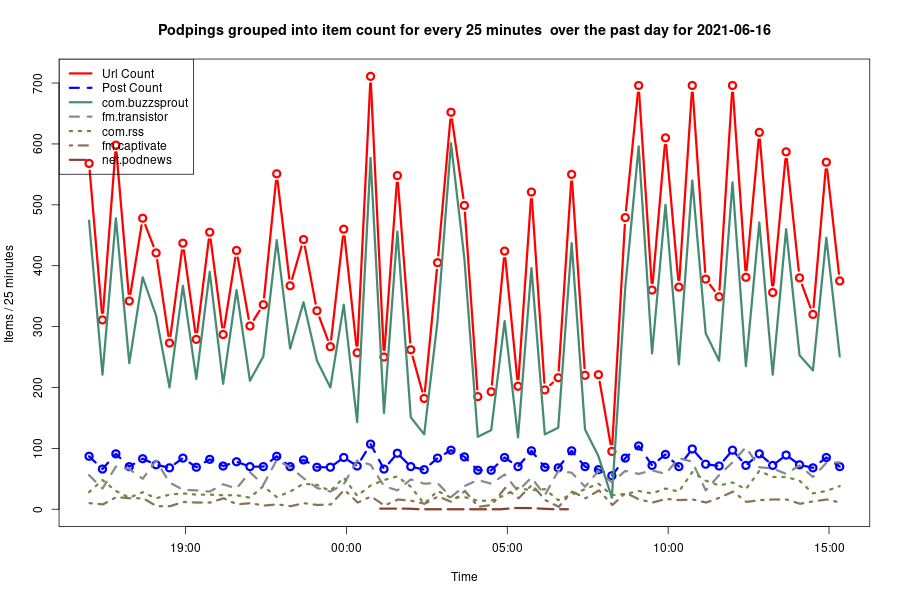 Podpings grouped into item count for every 25 minutes  over the past day for 2021-06-16
Url Count
Post Count
com.buzzsprout
fm.transistor
com.rss
fm.captivate
net.podnews
Items / 25 minutes
700
600
500
400
300
200
100
0
19:00 00:00 05:00 10:00 15:00
Time